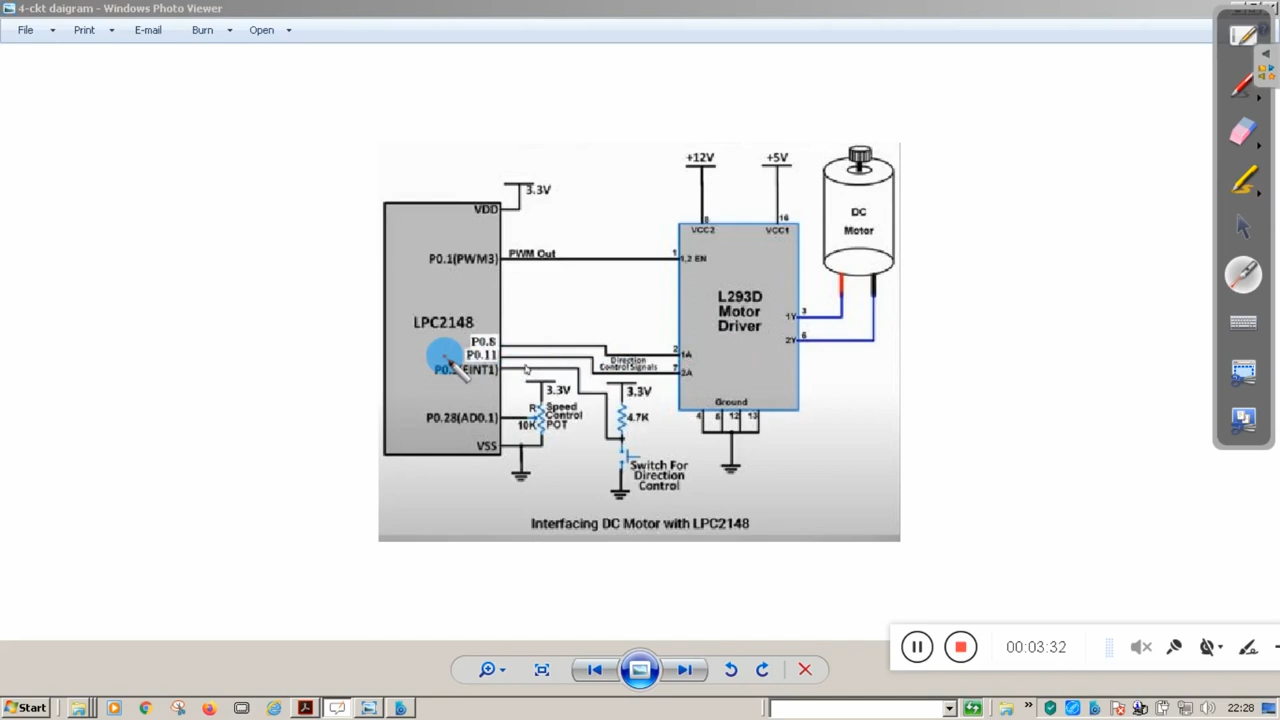 4-ckt daigram - Windows Photo Viewer
File Print E-mail Burn Open
+12V +5V
3.3V
VDD
8 16
VCC2 VCC1
DC
Motor
P0.1(PWM3) PWM Out 1 1,2 EN
L293D
Motor
Driver
LPC2148
1Y 3
2Y 6
P0.8 2 1A
P0.11 Direction
Control Signals 7 2A
(EINT1)
3.3V 3.3V
R Speed
Control
10K POT
4.7K
P0.28(AD0.1)
VSS
Ground
4 5 12 13
Switch For
Direction
Control
Interfacing DC Motor with LPC2148
00:03:32
Start
22:28